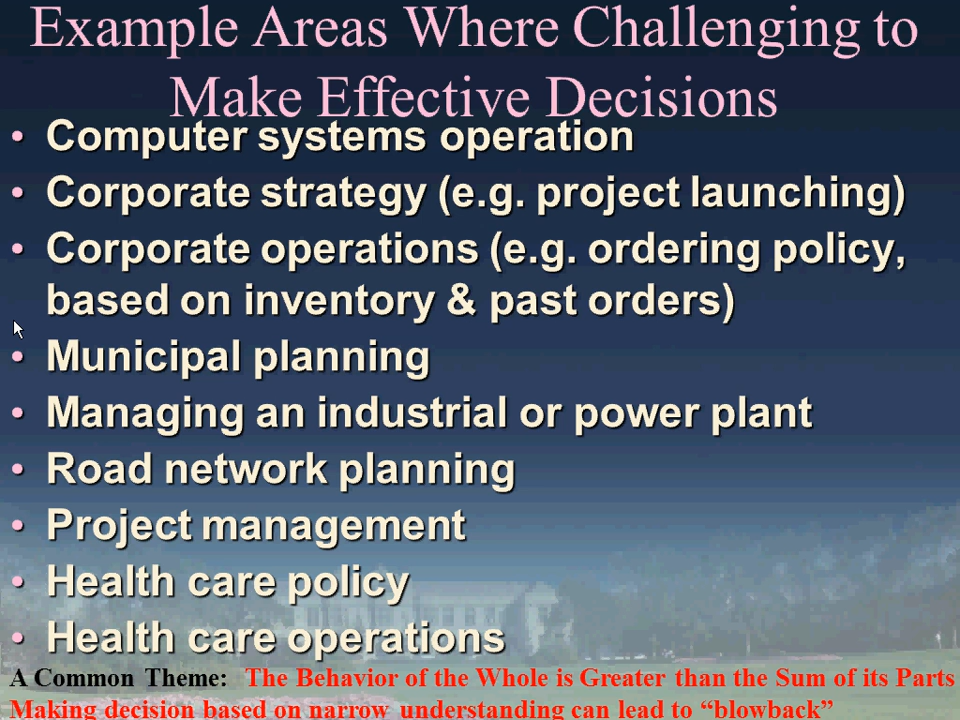 Example Areas Where Challenging to
Make Effective Decisions
• Computer systems operation
• Corporate strategy (e.g. project launching)
• Corporate operations (e.g. ordering policy,
based on inventory & past orders)
• Municipal planning
• Managing an industrial or power plant
• Road network planning
• Project management
• Health care policy
• Health care operations
A Common Theme: The Behavior of the Whole is Greater than the Sum of its Parts
Making decision based on narrow understanding can lead to “blowback”